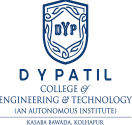 DYP
D Y PATIL
COLLEGE of
ENGINEERING & TECHNOLOGY
(AN AUTONOMOUS INSTITUTE)
KASABA BAWADA, KOLHAPUR